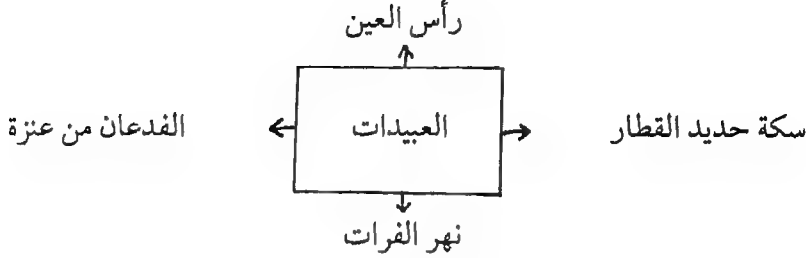 رأس العين
سكة حديد القطار
العبيدات
الفدعان من عنزة
نهر الفرات